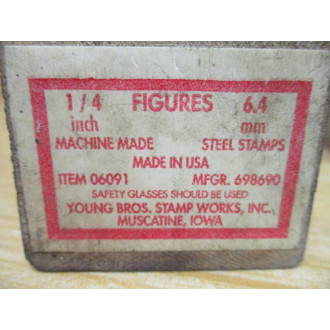 1/4 FIGURES 6.4
inch mm
MACHINE MADE STEEL STAMPS
MADE IN USA
ITEM 06091 MFGR. 698690
SAFETY GLASSES SHOULD BE USED
YOUNG BROS. STAMP WORKS, INC.
MUSCATINE, IOWA